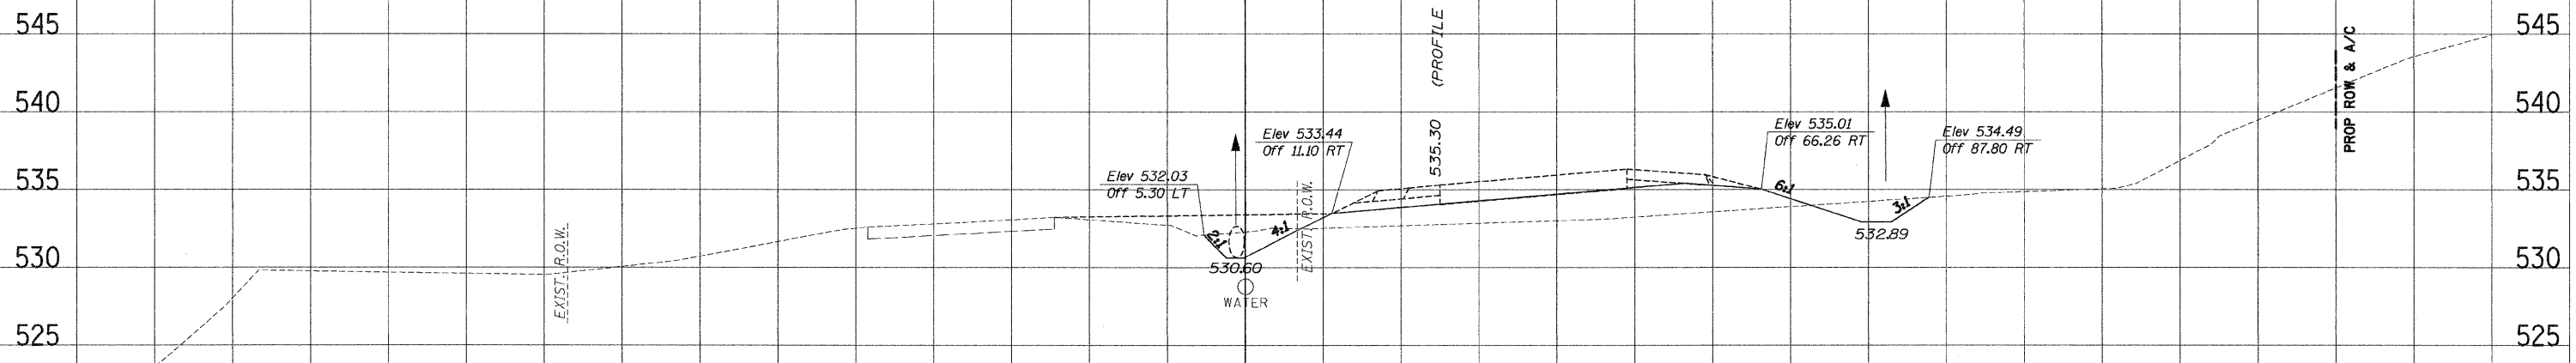 545
540
535
530
525
EXIST. R.O.W.
Elev 532.03
Off 5.30 LT
2:1
530.60
WATER
4:1
Elev 533.44
Off 11.10 RT
EXIST. R.O.W.
535.30 (PROFILE
Elev 535.01
Off 66.26 RT
6:1
532.89
3:1
Elev 534.49
Off 87.80 RT
PROP ROW & A/C
545
540
535
530
525